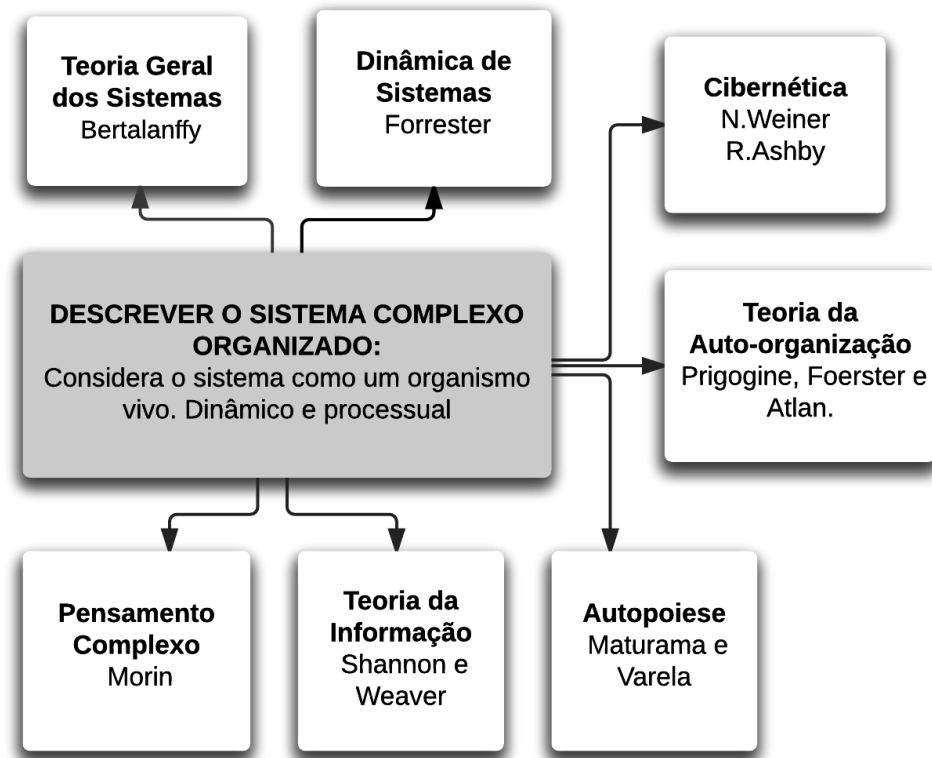 Teoria Geral
dos Sistemas
Bertalanffy
Dinâmica de
Sistemas
Forrester
Cibernética
N.Weiner
R.Ashby
DESCREVER O SISTEMA COMPLEXO
ORGANIZADO:
Considera o sistema como um organismo
vivo. Dinâmico e processual
Teoria da
Auto-organização
Prigogine, Foerster e
Atlan.
Pensamento
Complexo
Morin
Teoria da
Informação
Shannon e
Weaver
Autopoiese
Maturama e
Varela